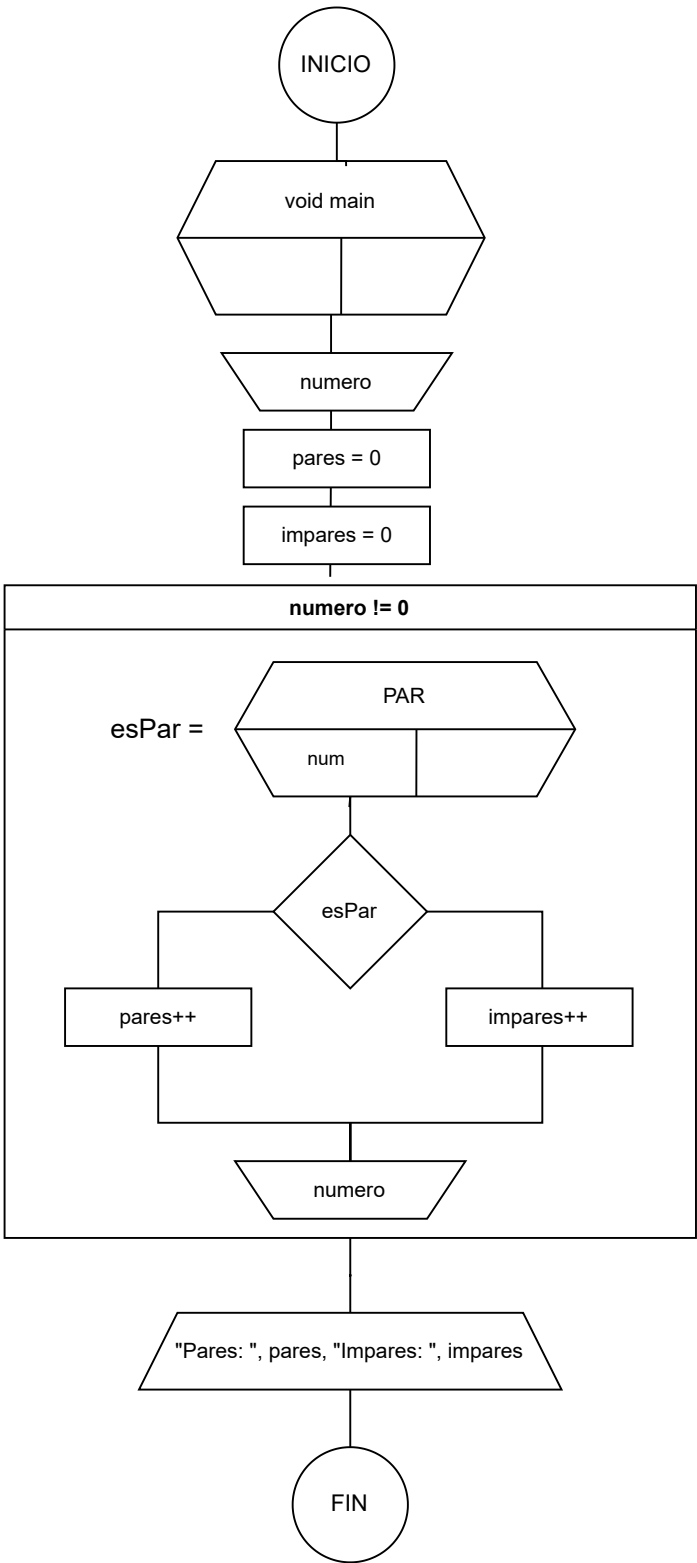 INICIO
void main
numero
pares = 0
impares = 0
numero != 0
PAR
esPar =
num
esPar
pares++
impares++
numero
"Pares: ", pares, "Impares: ", impares
FIN